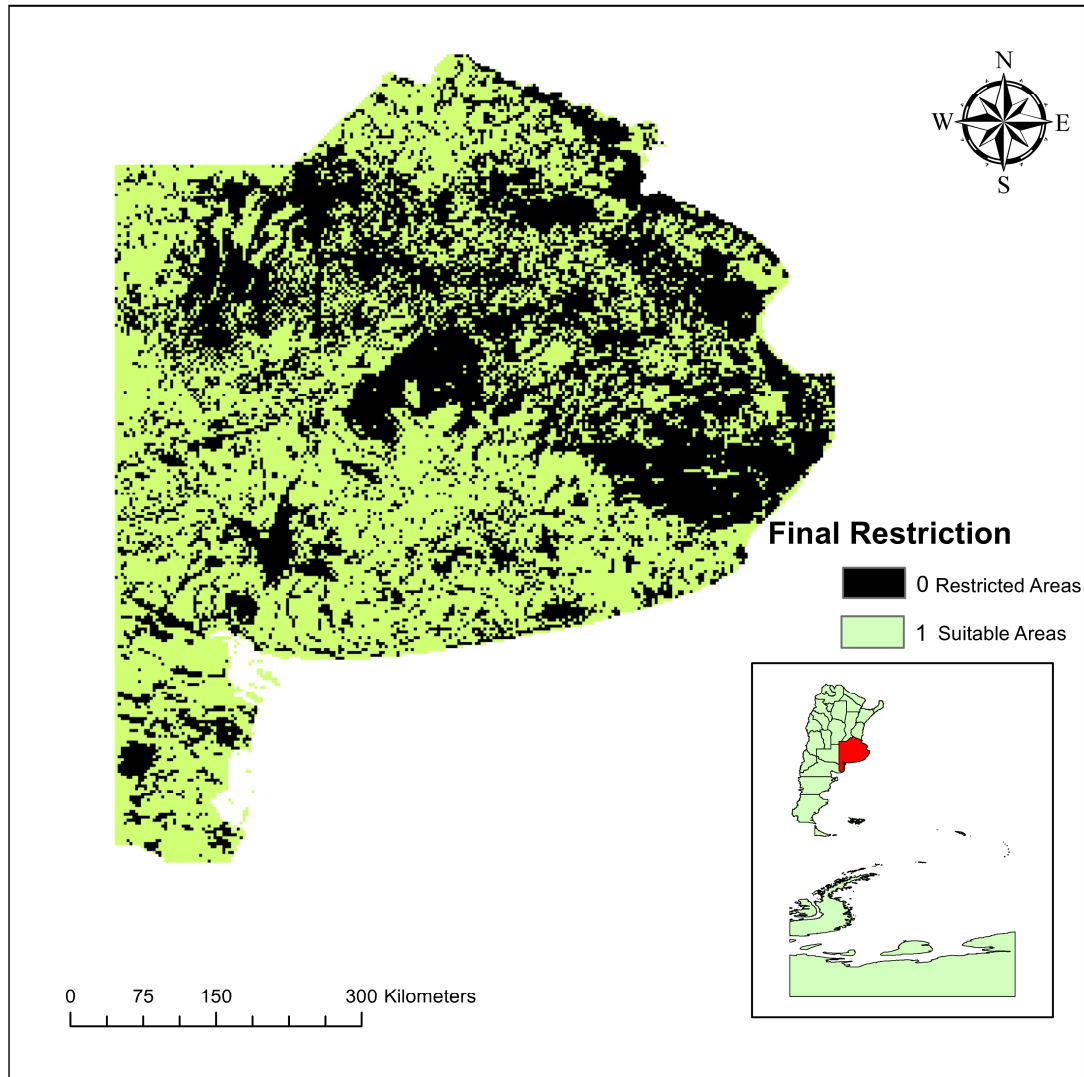 N
W E
S
Final Restriction
0 Restricted Areas
1 Suitable Areas
0 75 150 300 Kilometers